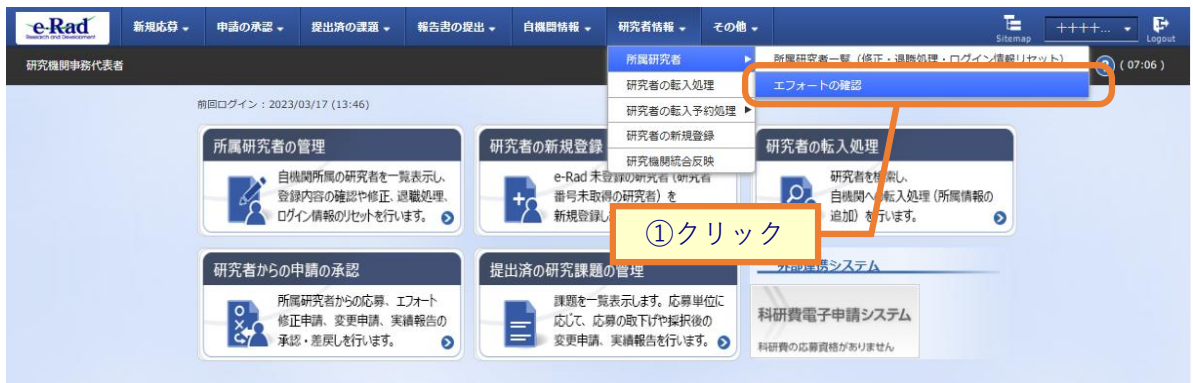 e-Rad
Research and Development
新規応募
申請の承認
提出済の課題
報告書の提出
自機関情報
研究者情報
その他
Sitemap
++++...
Logout
研究機関事務代表者
( 07:06 )
所属研究者
研究者の転入処理
研究者の転入予約処理
研究者の新規登録
研究機関統合反映
所属研究者一覧（修正・退職処理・ログイン情報リセット）
エフォートの確認
前回ログイン：2023/03/17 (13:46)
所属研究者の管理
自機関所属の研究者を一覧表示し、
登録内容の確認や修正、退職処理、
ログイン情報のリセットを行います。
研究者の新規登録
e-Rad 未登録の研究者（研究者
番号未取得の研究者）を
新規登録し
研究者の転入処理
研究者を検索し、
自機関への転入処理（所属情報の
追加）を行います。
①クリック
研究者からの申請の承認
所属研究者からの応募、エフォート
修正申請、変更申請、実績報告の
承認・差戻しを行います。
提出済の研究課題の管理
課題を一覧表示します。応募単位に
応じて、応募の取下げや採択後の
変更申請、実績報告を行います。
外部連携システム
科研費電子申請システム
科研費の応募資格がありません